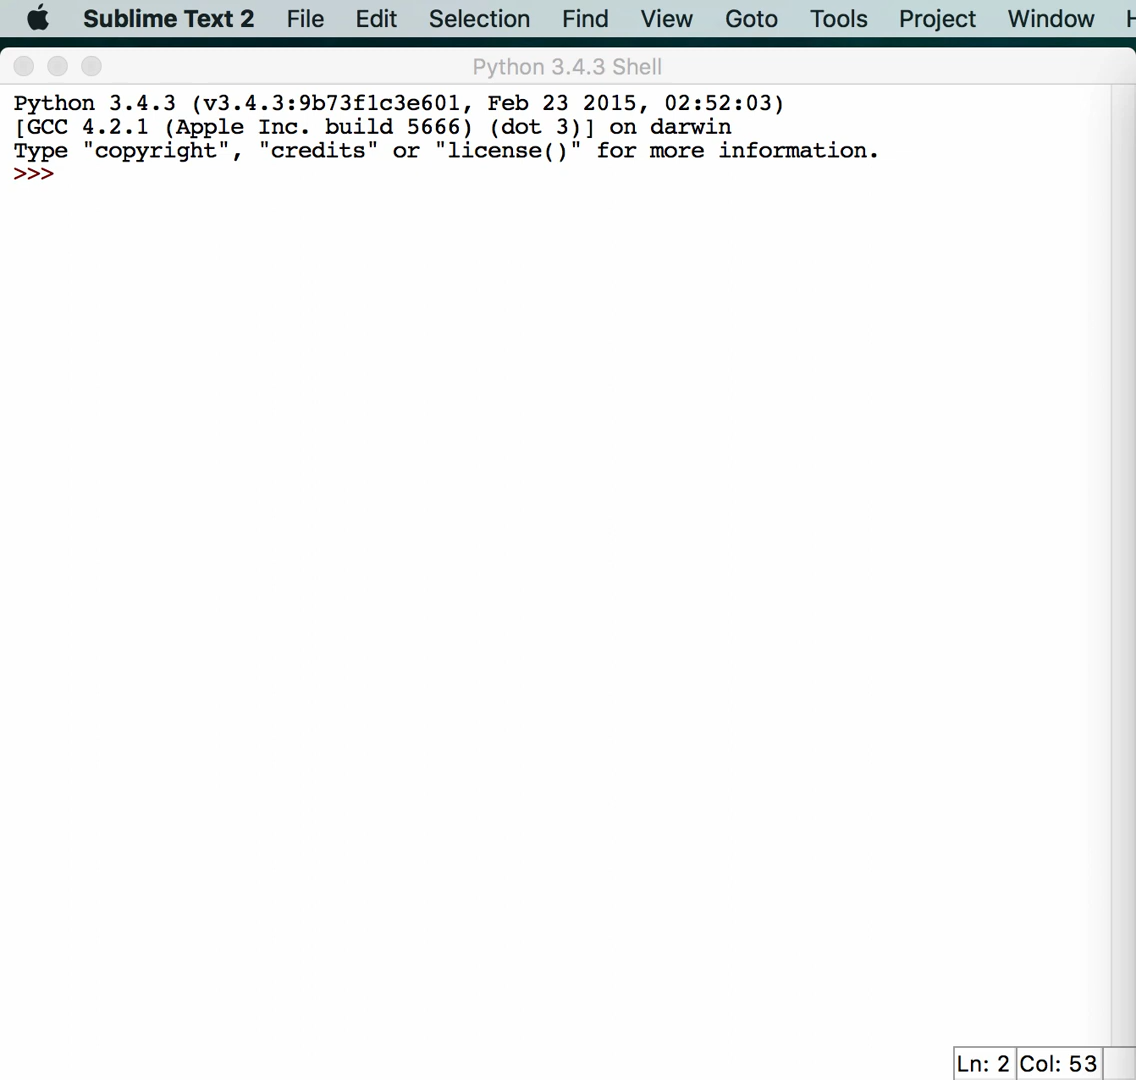 Sublime Text 2 File Edit Selection Find View Goto Tools Project Window
Python 3.4.3 Shell
Python 3.4.3 (v3.4.3:9b73f1c3e601, Feb 23 2015, 02:52:03)
[GCC 4.2.1 (Apple Inc. build 5666) (dot 3)] on darwin
Type "copyright", "credits" or "license()" for more information.
>>>
Ln: 2 Col: 53